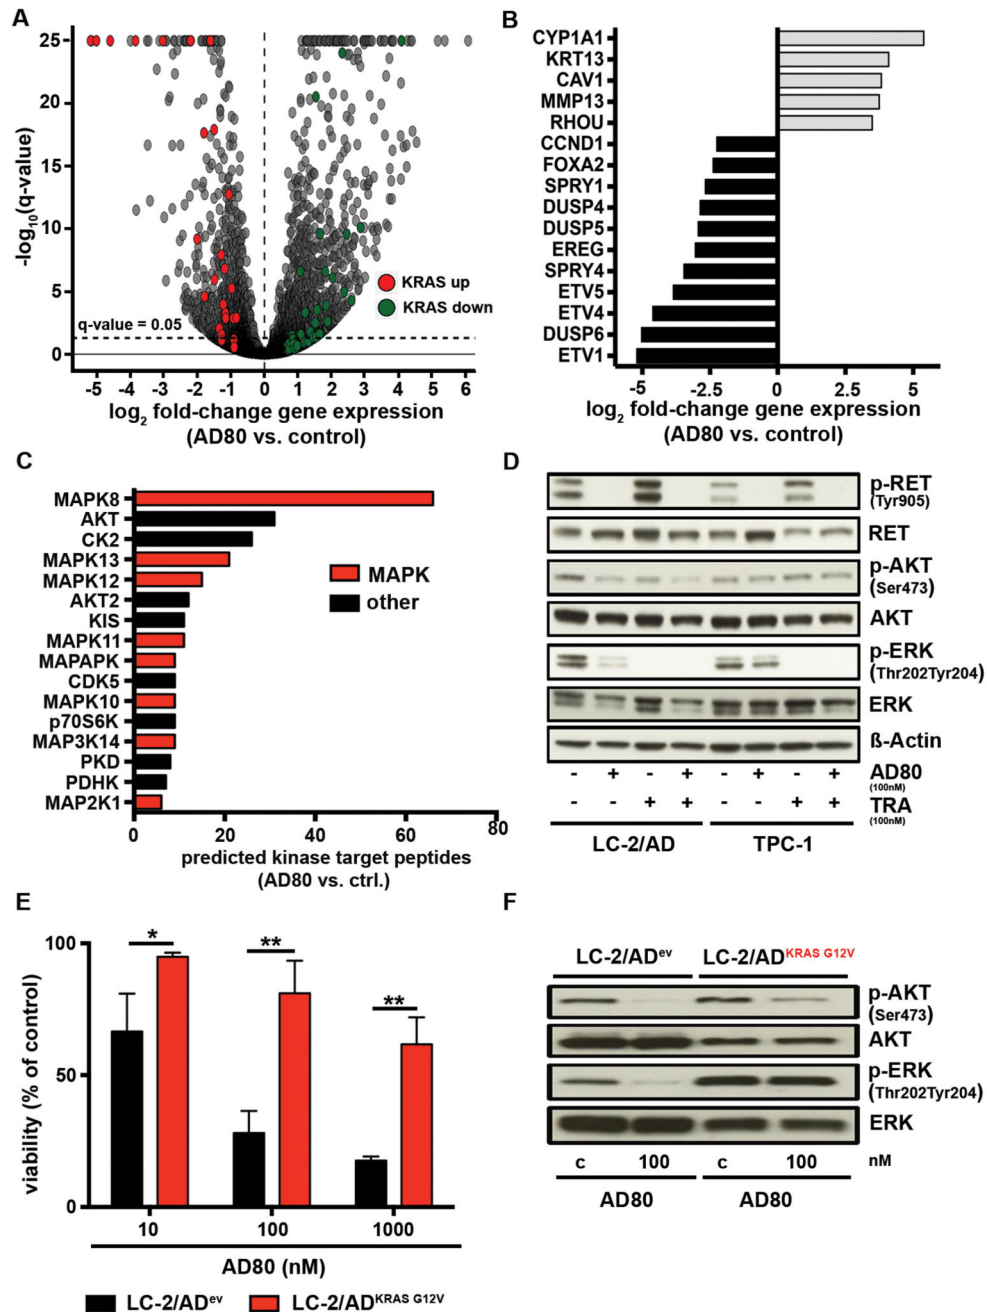 A
25
20
15
10
5
0
-log10(q-value)
KRAS up
KRAS down
q-value = 0.05
-5 -4 -3 -2 -1 0 1 2 3 4 5 6
log2 fold-change gene expression
(AD80 vs. control)
B
CYP1A1
KRT13
CAV1
MMP13
RHOU
CCND1
FOXA2
SPRY1
DUSP4
DUSP5
EREG
SPRY4
ETV5
ETV4
DUSP6
ETV1
-5 -2.5 0 2.5 5
log2 fold-change gene expression
(AD80 vs. control)
C
MAPK8
AKT
CK2
MAPK13
MAPK12
AKT2
KIS
MAPK11
MAPAPK
CDK5
MAPK10
p70S6K
MAP3K14
PKD
PDHK
MAP2K1
MAPK
other
0 20 40 60 80
predicted kinase target peptides
(AD80 vs. ctrl.)
D
p-RET
(Tyr905)
RET
p-AKT
(Ser473)
AKT
p-ERK
(Thr202Tyr204)
ERK
ß-Actin
- + - + - + - + AD80
(100nM)
- - + + - - + + TRA
(100nM)
LC-2/AD TPC-1
E
100
50
0
viability (% of control)
* ** **
10 100 1000
AD80 (nM)
LC-2/ADev LC-2/ADKRAS G12V
F
LC-2/ADev LC-2/ADKRAS G12V
p-AKT
(Ser473)
AKT
p-ERK
(Thr202Tyr204)
ERK
c 100 c 100 nM
AD80 AD80